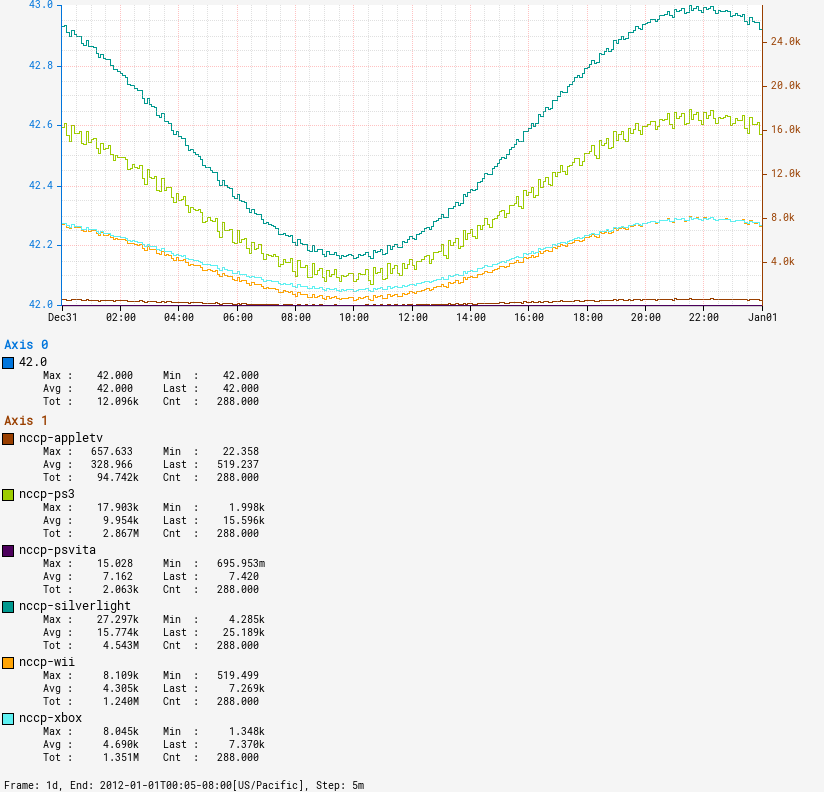 43.0
42.8
42.6
42.4
42.2
42.0
24.0k
20.0k
16.0k
12.0k
8.0k
4.0k
Dec31 02:00 04:00 06:00 08:00 10:00 12:00 14:00 16:00 18:00 20:00 22:00 Jan01
Axis 0
42.0
Max : 42.000 Min : 42.000
Avg : 42.000 Last : 42.000
Tot : 12.096k Cnt : 288.000
Axis 1
nccp-appletv
Max : 657.633 Min : 22.358
Avg : 328.966 Last : 519.237
Tot : 94.742k Cnt : 288.000
nccp-ps3
Max : 17.903k Min : 1.998k
Avg : 9.954k Last : 15.596k
Tot : 2.867M Cnt : 288.000
nccp-psvita
Max : 15.028 Min : 695.953m
Avg : 7.162 Last : 7.420
Tot : 2.063k Cnt : 288.000
nccp-silverlight
Max : 27.297k Min : 4.285k
Avg : 15.774k Last : 25.189k
Tot : 4.543M Cnt : 288.000
nccp-wii
Max : 8.109k Min : 519.499
Avg : 4.305k Last : 7.269k
Tot : 1.240M Cnt : 288.000
nccp-xbox
Max : 8.045k Min : 1.348k
Avg : 4.690k Last : 7.370k
Tot : 1.351M Cnt : 288.000
Frame: 1d, End: 2012-01-01T00:05-08:00[US/Pacific], Step: 5m